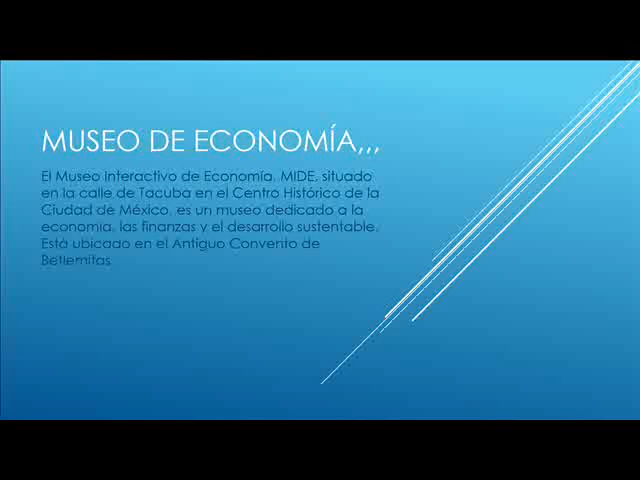 MUSEO DE ECONOMÍA,,,
El Museo Interactivo de Economía, MIDE, situado
en la calle de Tacuba en el Centro Histórico de la
Ciudad de México, es un museo dedicado a la
economía, las finanzas y el desarrollo sustentable.
Está ubicado en el Antiguo Convento de
Betlemitas